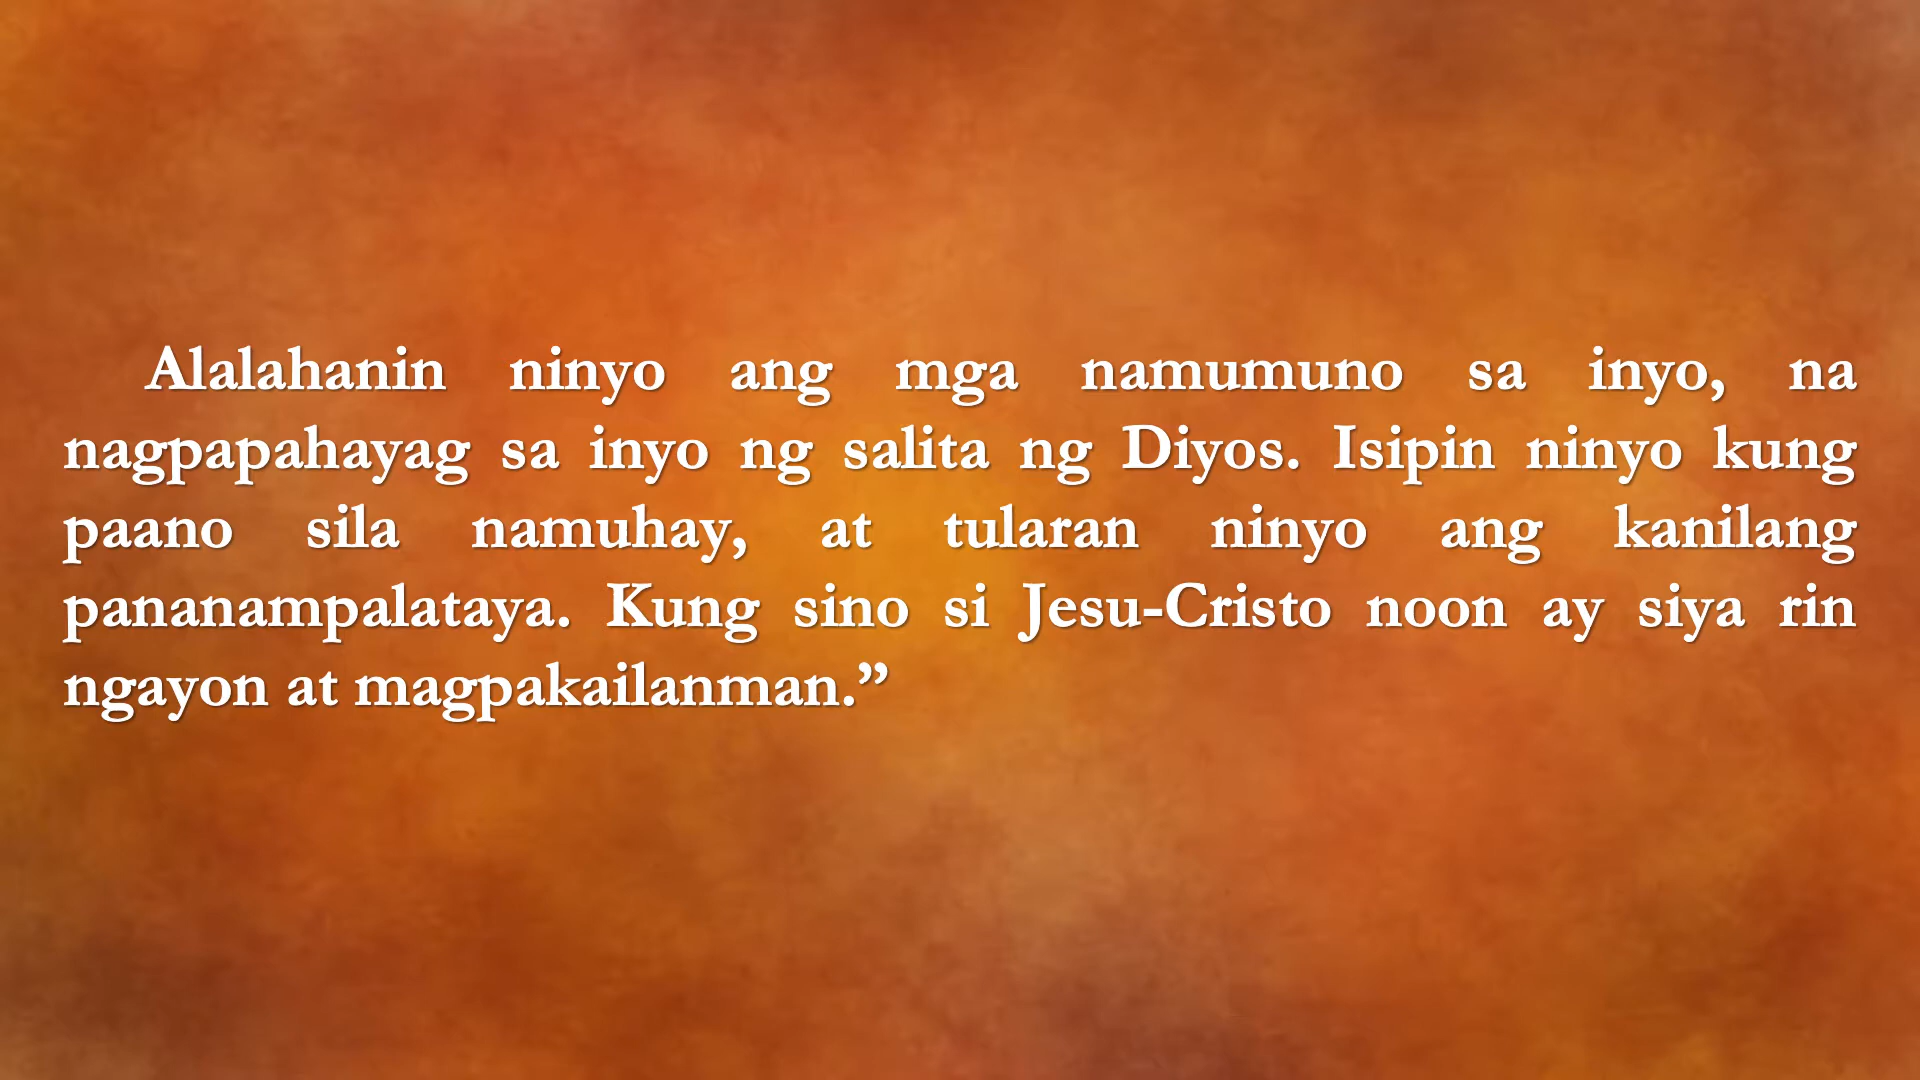 Alalahanin ninyo ang mga namumuno sa inyo, na
nagpapahayag sa inyo ng salita ng Diyos. Isipin ninyo kung
paano sila namuhay, at tularan ninyo ang kanilang
pananampalataya. Kung sino si Jesu-Cristo noon ay siya rin
ngayon at magpakailanman.”